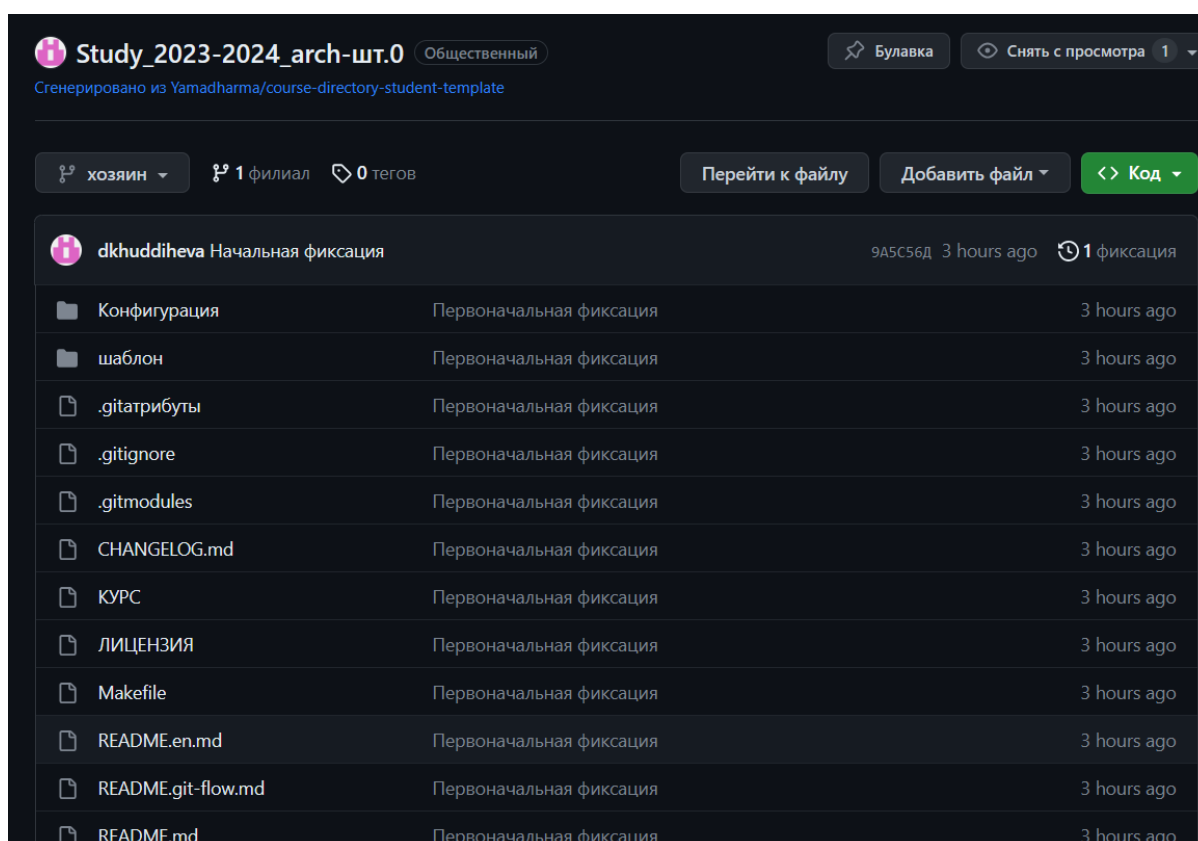 Study_2023-2024_arch-шт.0 Общественный Булавка Снять с просмотра 1
Сгенерировано из Yamadharma/course-directory-student-template
хозяин 1 филиал 0 тегов Перейти к файлу Добавить файл <> Код
dkhuddiheva Начальная фиксация 9А5С56Д 3 hours ago 1 фиксация
Конфигурация Первоначальная фиксация 3 hours ago
шаблон Первоначальная фиксация 3 hours ago
.gitатрибуты Первоначальная фиксация 3 hours ago
.gitignore Первоначальная фиксация 3 hours ago
.gitmodules Первоначальная фиксация 3 hours ago
CHANGELOG.md Первоначальная фиксация 3 hours ago
КУРС Первоначальная фиксация 3 hours ago
ЛИЦЕНЗИЯ Первоначальная фиксация 3 hours ago
Makefile Первоначальная фиксация 3 hours ago
README.en.md Первоначальная фиксация 3 hours ago
README.git-flow.md Первоначальная фиксация 3 hours ago
README.md Первоначальная фиксация 3 hours ago